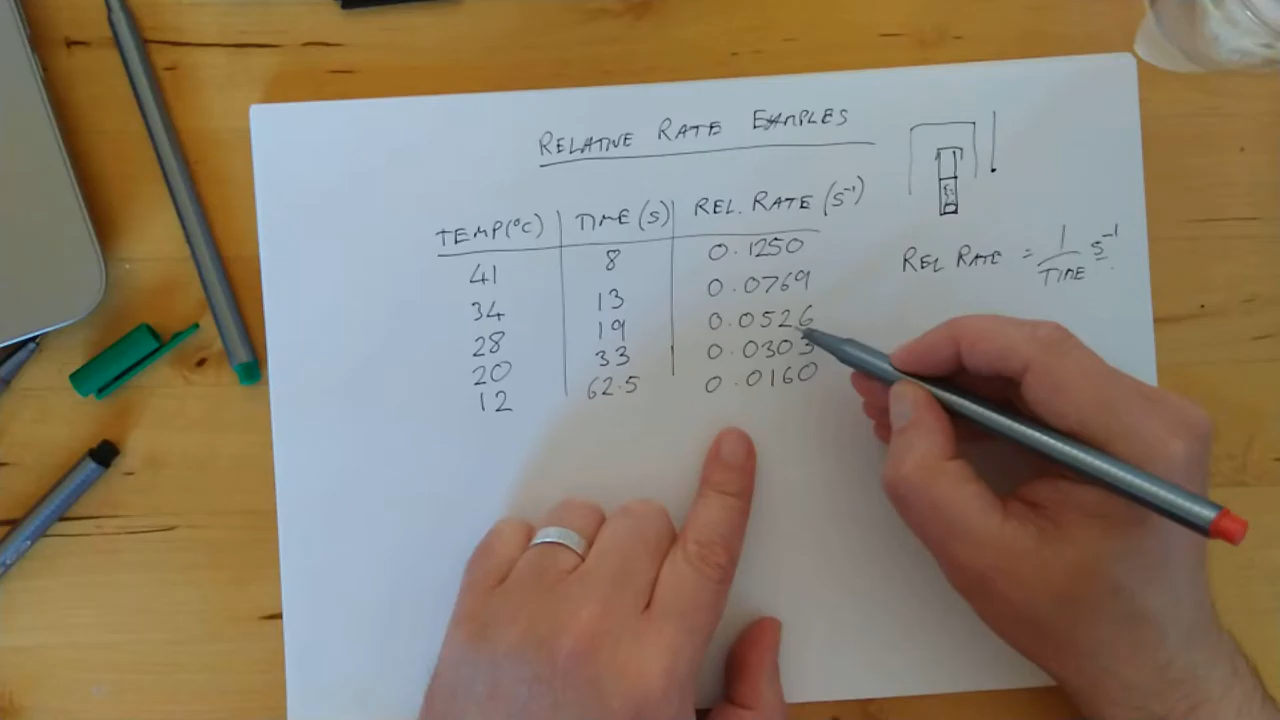 RELATIVE RATE EXAMPLES
TEMP(°C) TIME (S) REL. RATE (S⁻¹)
41 8 0.1250
34 13 0.0769
28 19 0.0526
20 33 0.0303
12 62.5 0.0160
REL RATE = 1/TIME S⁻¹